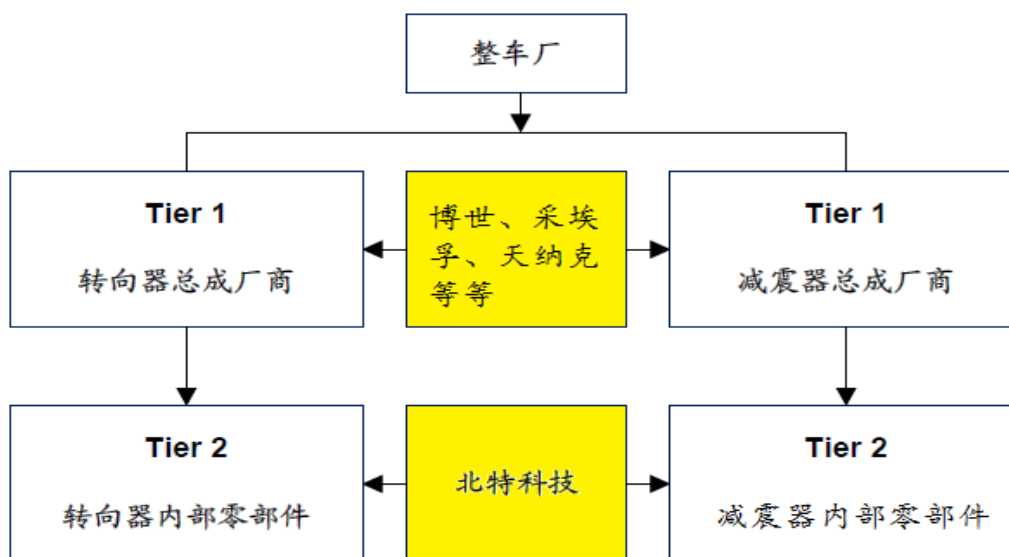 整车厂
Tier 1
转向器总成厂商
博世、采埃
孚、天纳克
等等
Tier 1
减震器总成厂商
Tier 2
转向器内部零部件
北特科技
Tier 2
减震器内部零部件